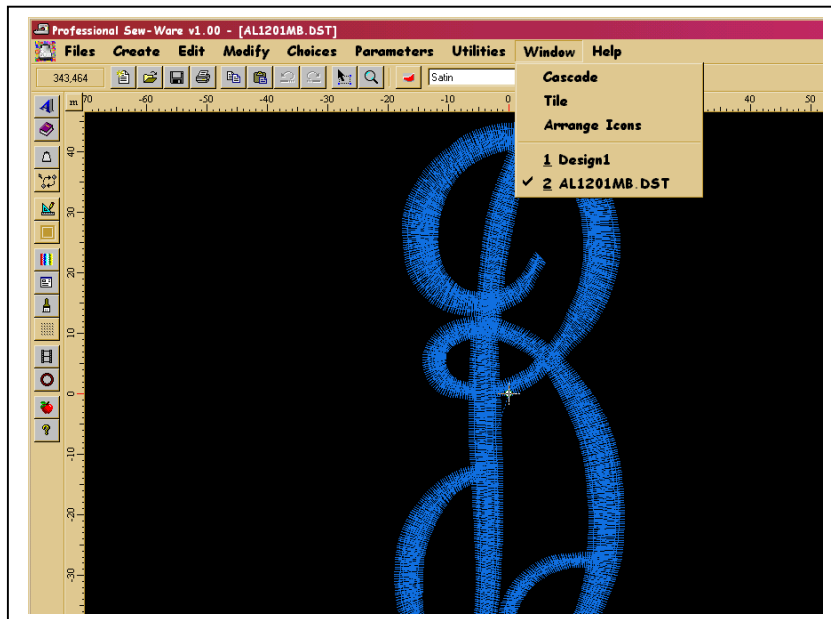 Professional Sew-Ware v1.00 - [AL1201MB.DST]
Files Create Edit Modify Choices Parameters Utilities Window Help
343,464 Satin
Cascade
Tile
Arrange Icons
1 Design1
2 AL1201MB.DST
m 70 -60 -50 -40 -30 -20 -10 0 40 50
40
30
20
10
0
-10
-20
-30